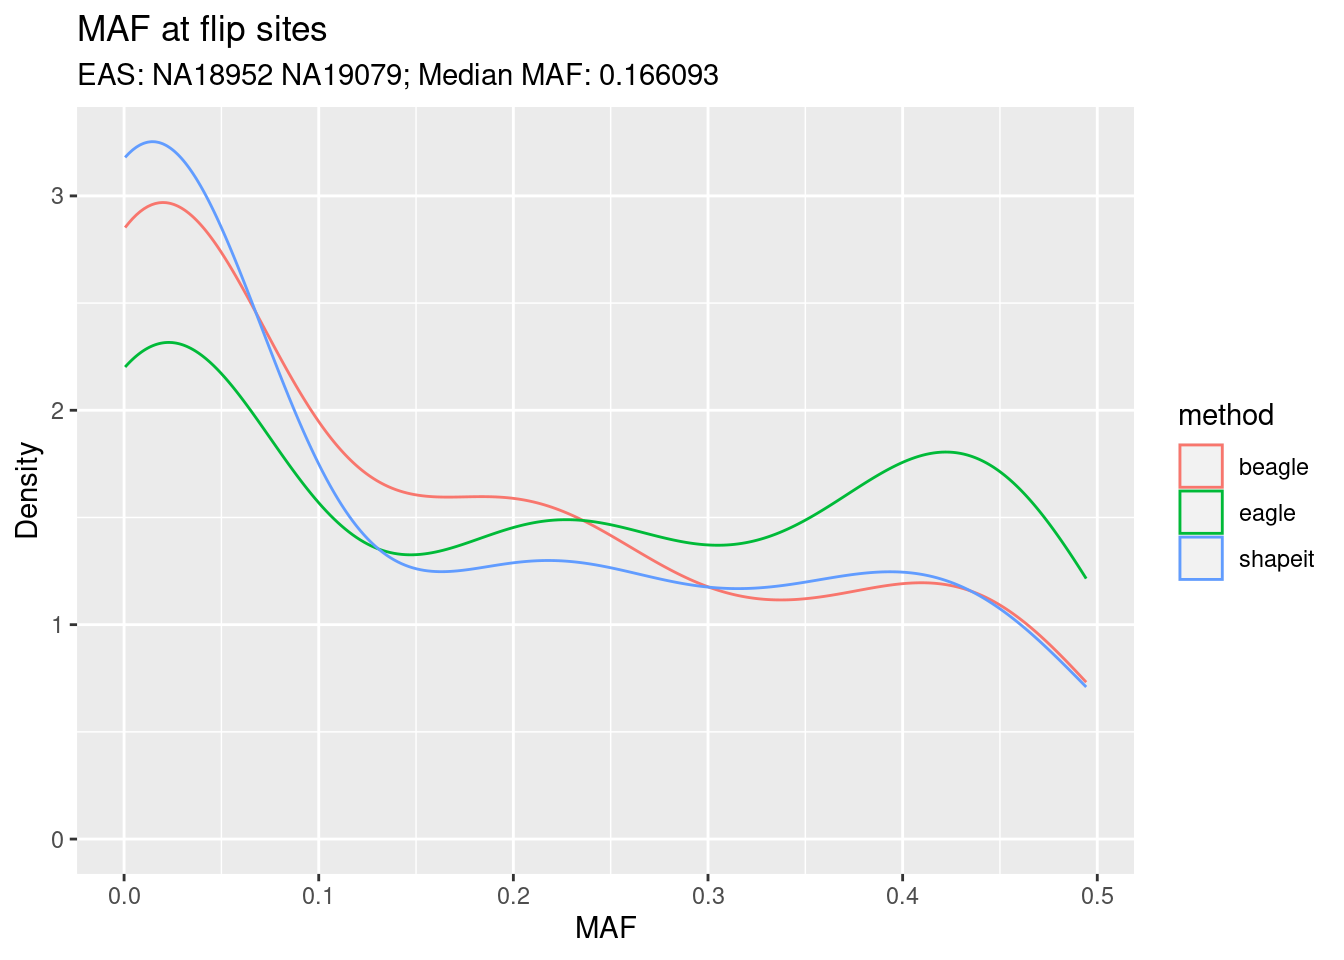 MAF at flip sites
EAS: NA18952 NA19079; Median MAF: 0.166093
3
2
1
0
Density
0.0 0.1 0.2 0.3 0.4 0.5
MAF
method
beagle
eagle
shapeit